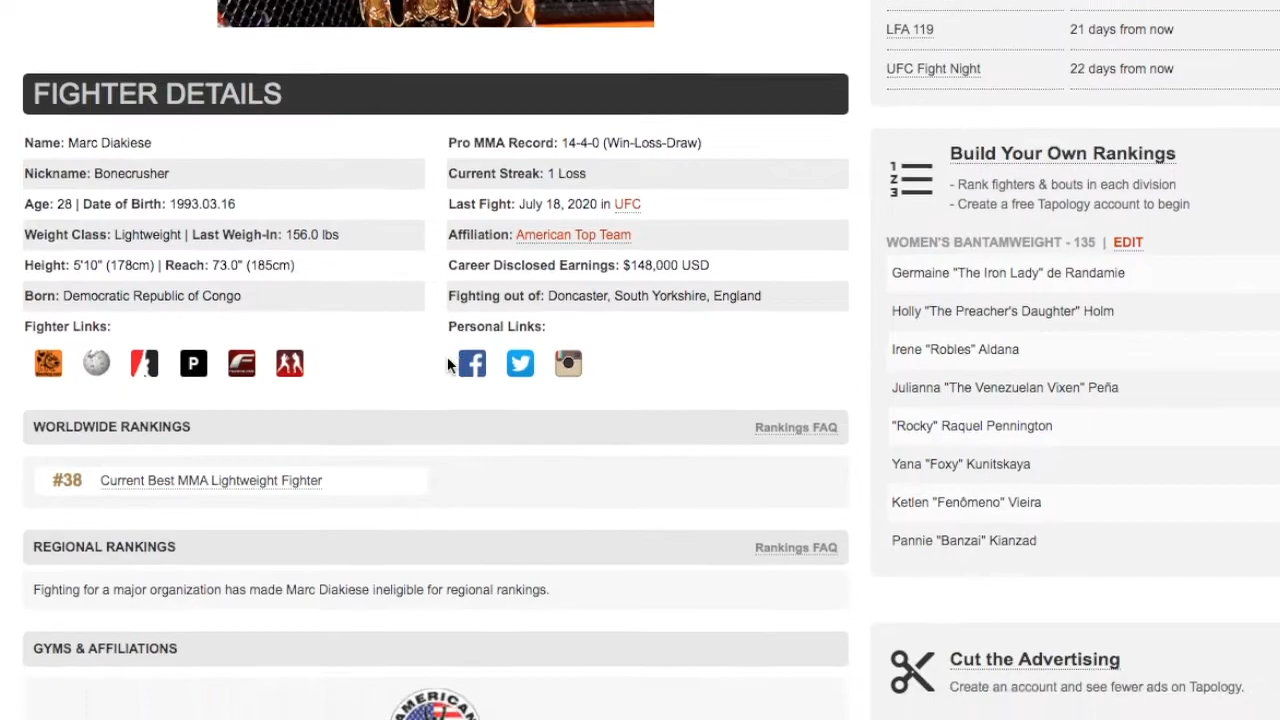 FIGHTER DETAILS
Name: Marc Diakiese
Nickname: Bonecrusher
Age: 28 | Date of Birth: 1993.03.16
Weight Class: Lightweight | Last Weigh-In: 156.0 lbs
Height: 5'10" (178cm) | Reach: 73.0" (185cm)
Born: Democratic Republic of Congo
Fighter Links:
P
Pro MMA Record: 14-4-0 (Win-Loss-Draw)
Current Streak: 1 Loss
Last Fight: July 18, 2020 in UFC
Affiliation: American Top Team
Career Disclosed Earnings: $148,000 USD
Fighting out of: Doncaster, South Yorkshire, England
Personal Links:
WORLDWIDE RANKINGS
Rankings FAQ
#38 Current Best MMA Lightweight Fighter
REGIONAL RANKINGS
Rankings FAQ
Fighting for a major organization has made Marc Diakiese ineligible for regional rankings.
GYMS & AFFILIATIONS
AMERICAN
LFA 119 21 days from now
UFC Fight Night 22 days from now
1
2
3
Build Your Own Rankings
- Rank fighters & bouts in each division
- Create a free Tapology account to begin
WOMEN'S BANTAMWEIGHT - 135 | EDIT
Germaine "The Iron Lady" de Randamie
Holly "The Preacher's Daughter" Holm
Irene "Robles" Aldana
Julianna "The Venezuelan Vixen" Peña
"Rocky" Raquel Pennington
Yana "Foxy" Kunitskaya
Ketlen "Fenômeno" Vieira
Pannie "Banzai" Kianzad
Cut the Advertising
Create an account and see fewer ads on Tapology.